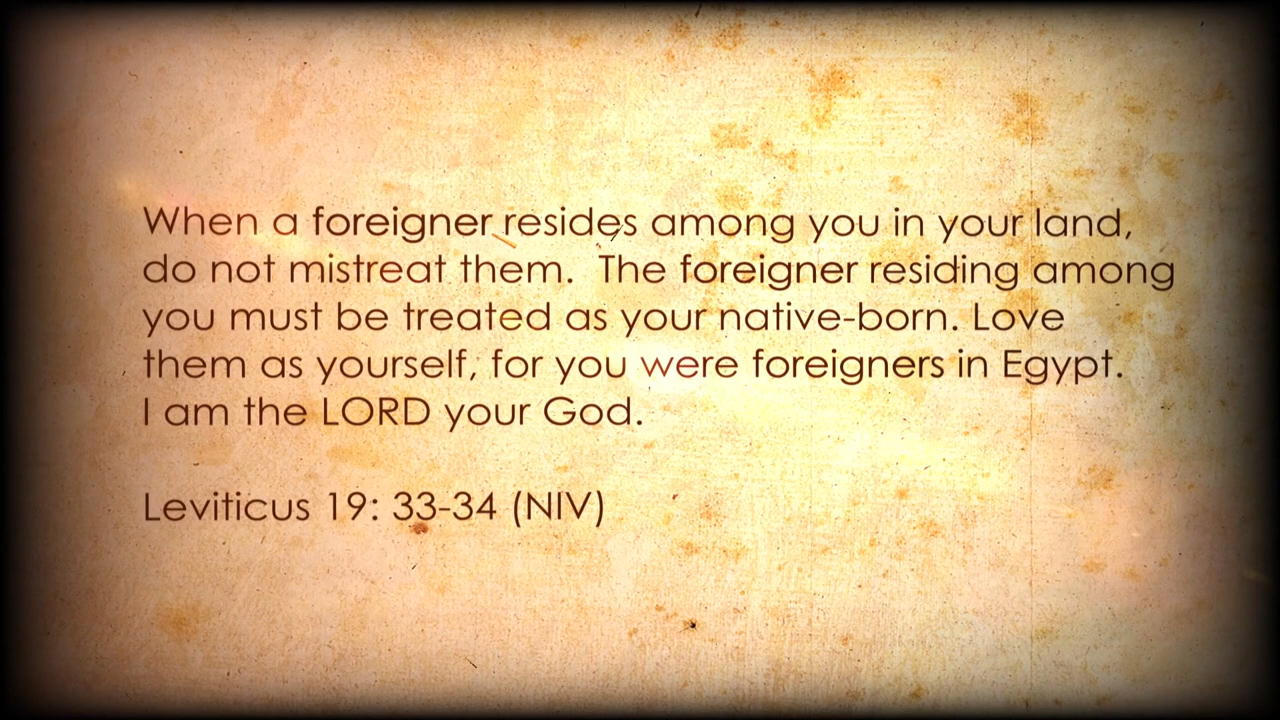 When a foreigner resides among you in your land,
do not mistreat them.  The foreigner residing among
you must be treated as your native-born. Love
them as yourself, for you were foreigners in Egypt.
I am the LORD your God.
Leviticus 19: 33-34 (NIV)